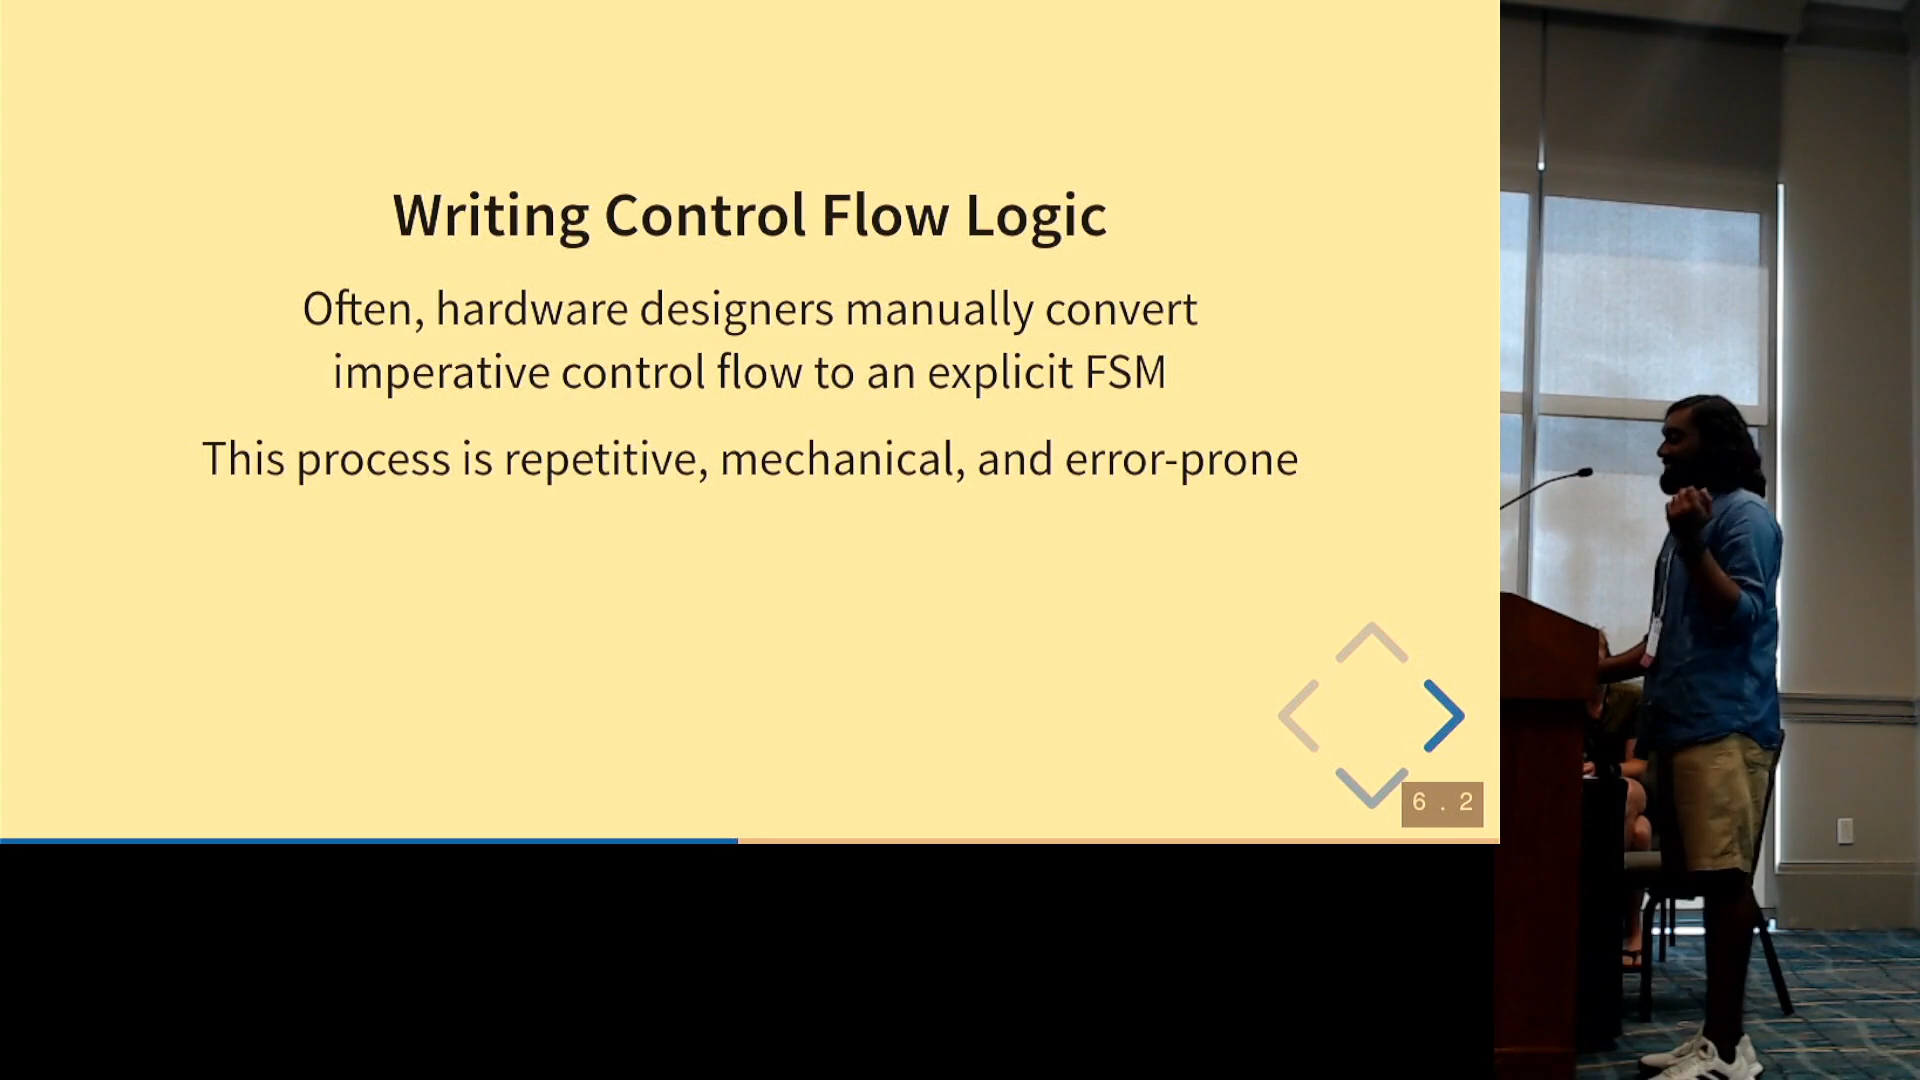 Writing Control Flow Logic
Often, hardware designers manually convert
imperative control flow to an explicit FSM
This process is repetitive, mechanical, and error-prone
6 . 2